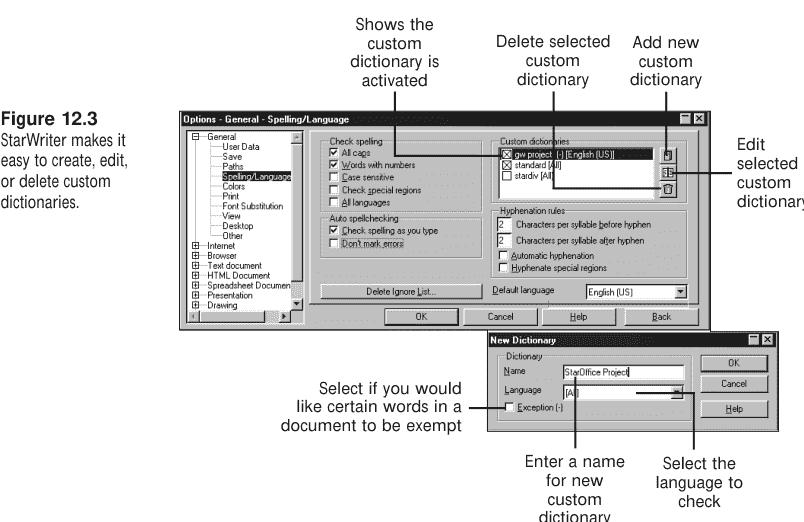 Shows the
custom
dictionary is
activated
Delete selected
custom
dictionary
Add new
custom
dictionary
Figure 12.3
StarWriter makes it
easy to create, edit,
or delete custom
dictionaries.
Edit
selected
custom
dictionary
Options - General - Spelling/Language
General
User Data
Save
Paths
Spelling/Language
Colors
Print
Font Substitution
View
Desktop
Other
Internet
Browser
Text document
HTML Document
Spreadsheet Documen
Presentation
Drawing
Check spelling
All caps
Words with numbers
Case sensitive
Check special regions
All languages
Auto spellchecking
Check spelling as you type
Don't mark errors
Delete Ignore List...
Custom dictionaries
gw project (-) [English (US)]
standard [All]
stardiv [All]
Hyphenation rules
2 Characters per syllable before hyphen
2 Characters per syllable after hyphen
Automatic hyphenation
Hyphenate special regions
Default language English (US)
OK Cancel Help Back
New Dictionary
Dictionary
Name StarOffice Project
Language [All]
Exception (-)
OK
Cancel
Help
Select if you would
like certain words in a
document to be exempt
Enter a name
for new
custom
dictionary
Select the
language to
check